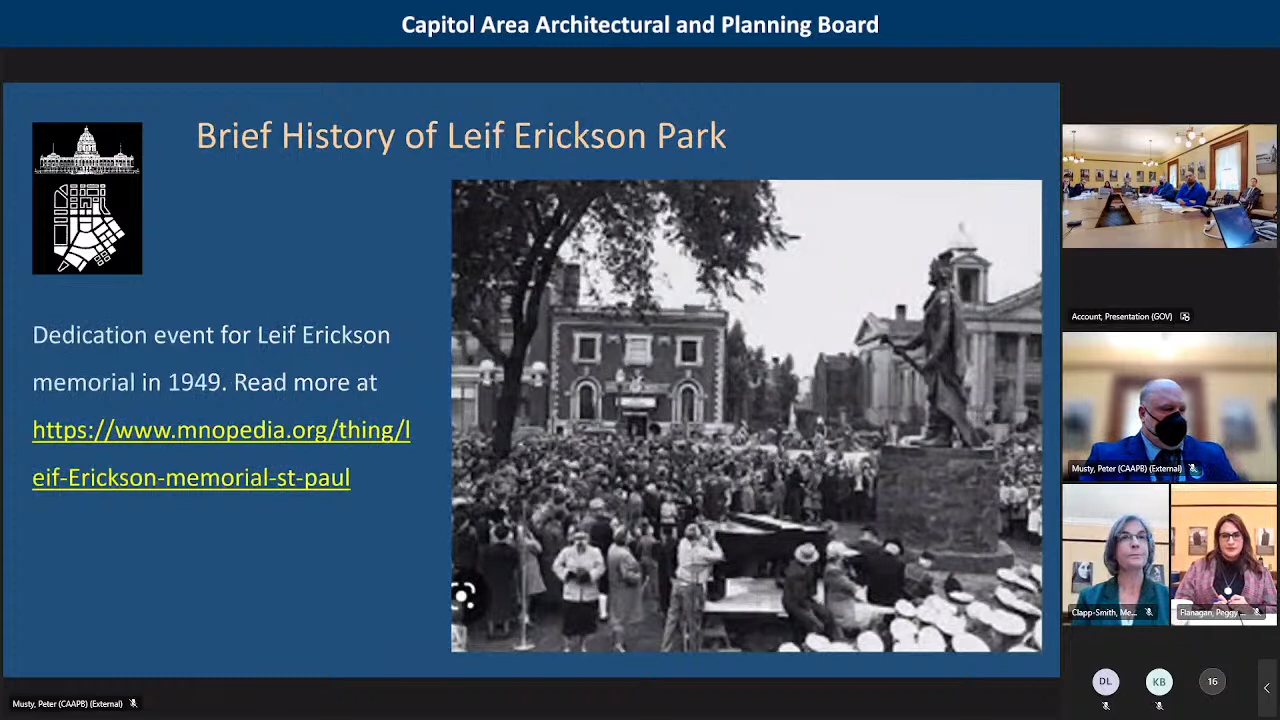 Capitol Area Architectural and Planning Board
Brief History of Leif Erickson Park
Dedication event for Leif Erickson
memorial in 1949. Read more at
https://www.mnopedia.org/thing/l
eif-Erickson-memorial-st-paul
Account, Presentation (GOV)
Musty, Peter (CAAPB) (External)
Clapp-Smith, Me...
Flanagan, Peggy...
DL
KB
16
Musty, Peter (CAAPB) (External)